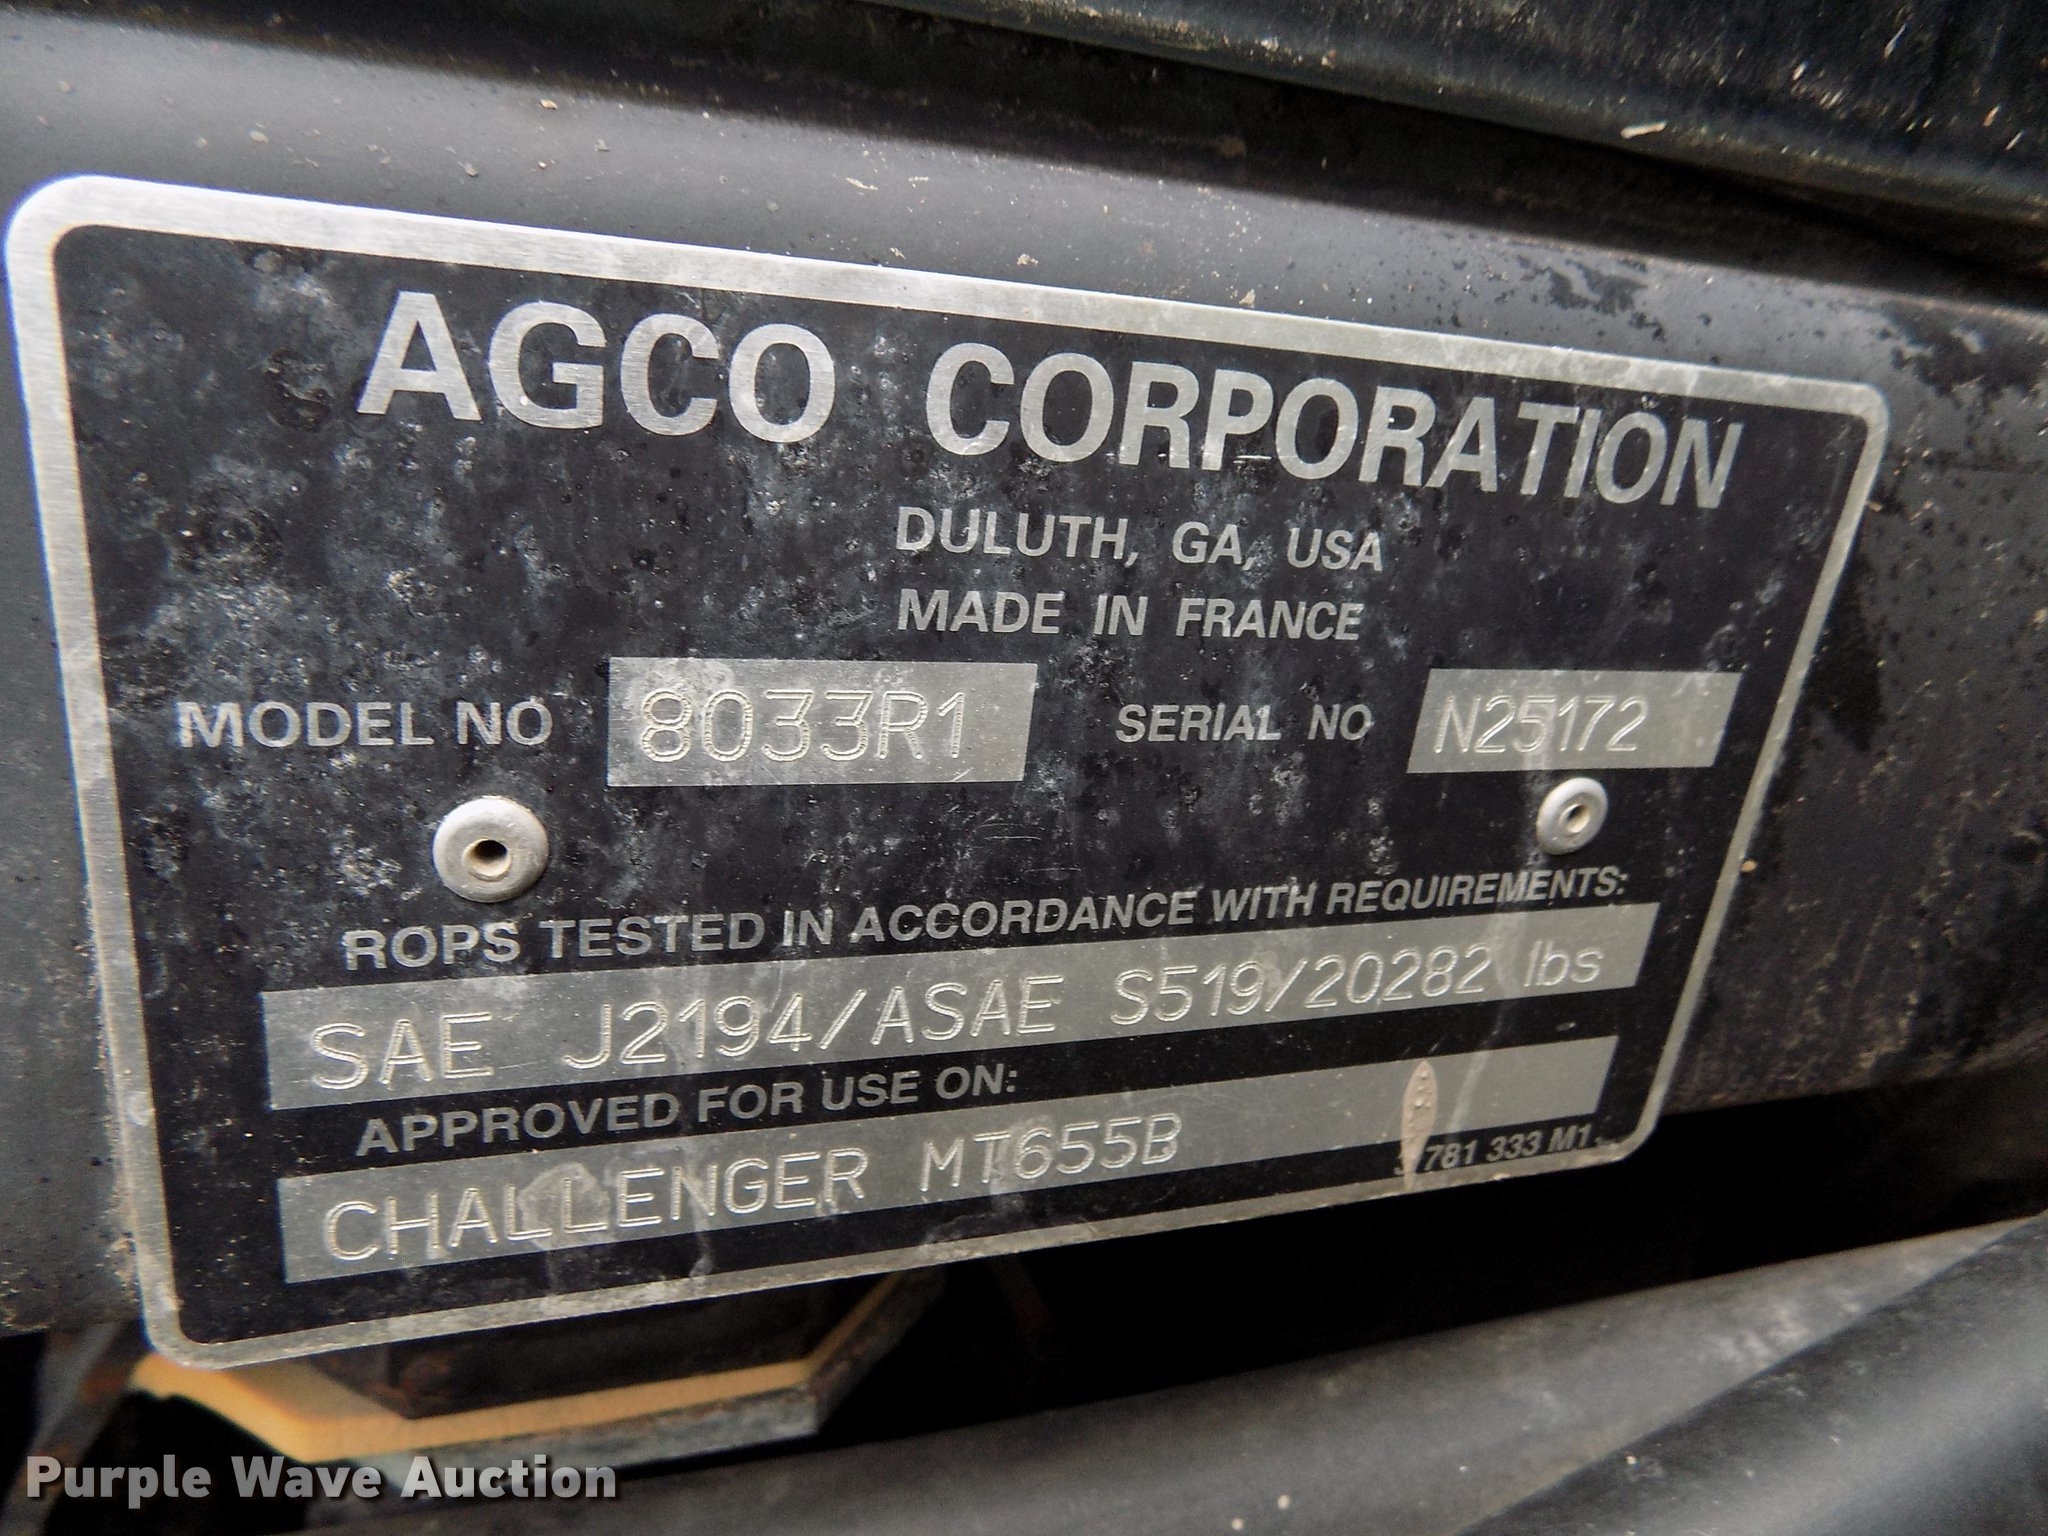 AGCO CORPORATION
DULUTH, GA, USA
MADE IN FRANCE
MODEL NO 8033R1 SERIAL NO N25172
ROPS TESTED IN ACCORDANCE WITH REQUIREMENTS:
SAE J2194/ASAE S519/20282 lbs
APPROVED FOR USE ON:
CHALLENGER MT655B
781 333 M1
Purple Wave Auction